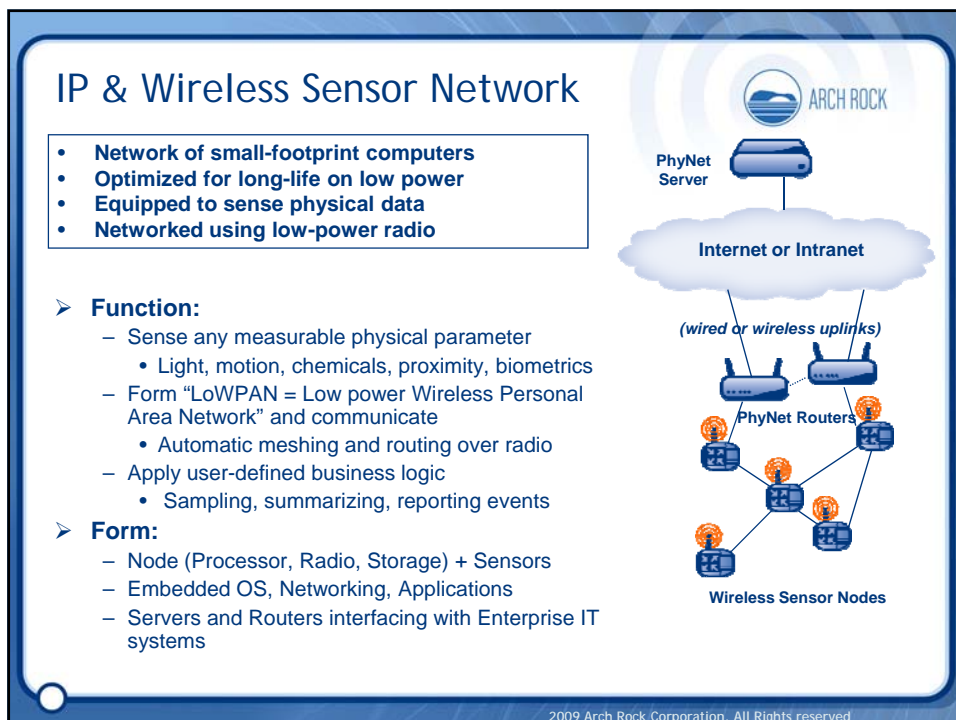 IP & Wireless Sensor Network
ARCH ROCK
• Network of small-footprint computers
• Optimized for long-life on low power
• Equipped to sense physical data
• Networked using low-power radio
➢ Function:
– Sense any measurable physical parameter
• Light, motion, chemicals, proximity, biometrics
– Form “LoWPAN = Low power Wireless Personal
Area Network” and communicate
• Automatic meshing and routing over radio
– Apply user-defined business logic
• Sampling, summarizing, reporting events
➢ Form:
– Node (Processor, Radio, Storage) + Sensors
– Embedded OS, Networking, Applications
– Servers and Routers interfacing with Enterprise IT
systems
PhyNet
Server
Internet or Intranet
(wired or wireless uplinks)
PhyNet Routers
Wireless Sensor Nodes
2009 Arch Rock Corporation. All Rights reserved